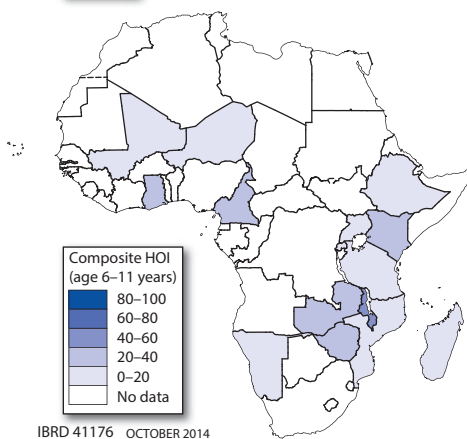 Composite HOI
(age 6–11 years)
80–100
60–80
40–60
20–40
0–20
No data
IBRD 41176 OCTOBER 2014